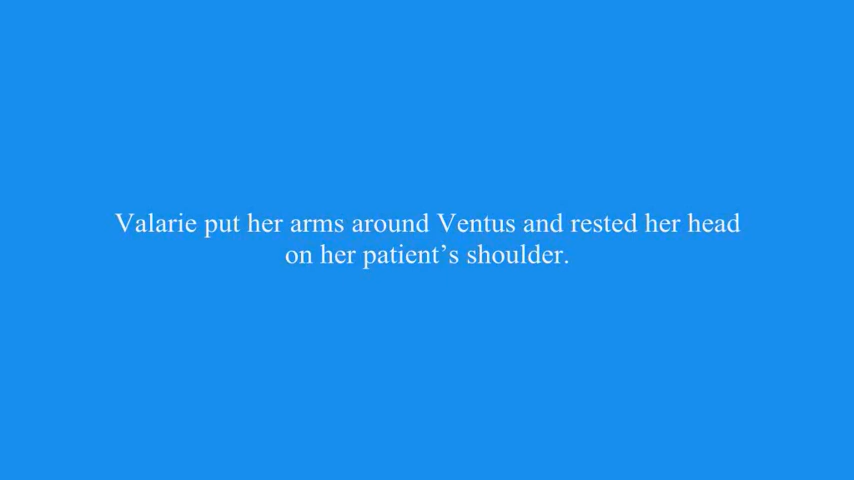 Valarie put her arms around Ventus and rested her head
on her patient’s shoulder.